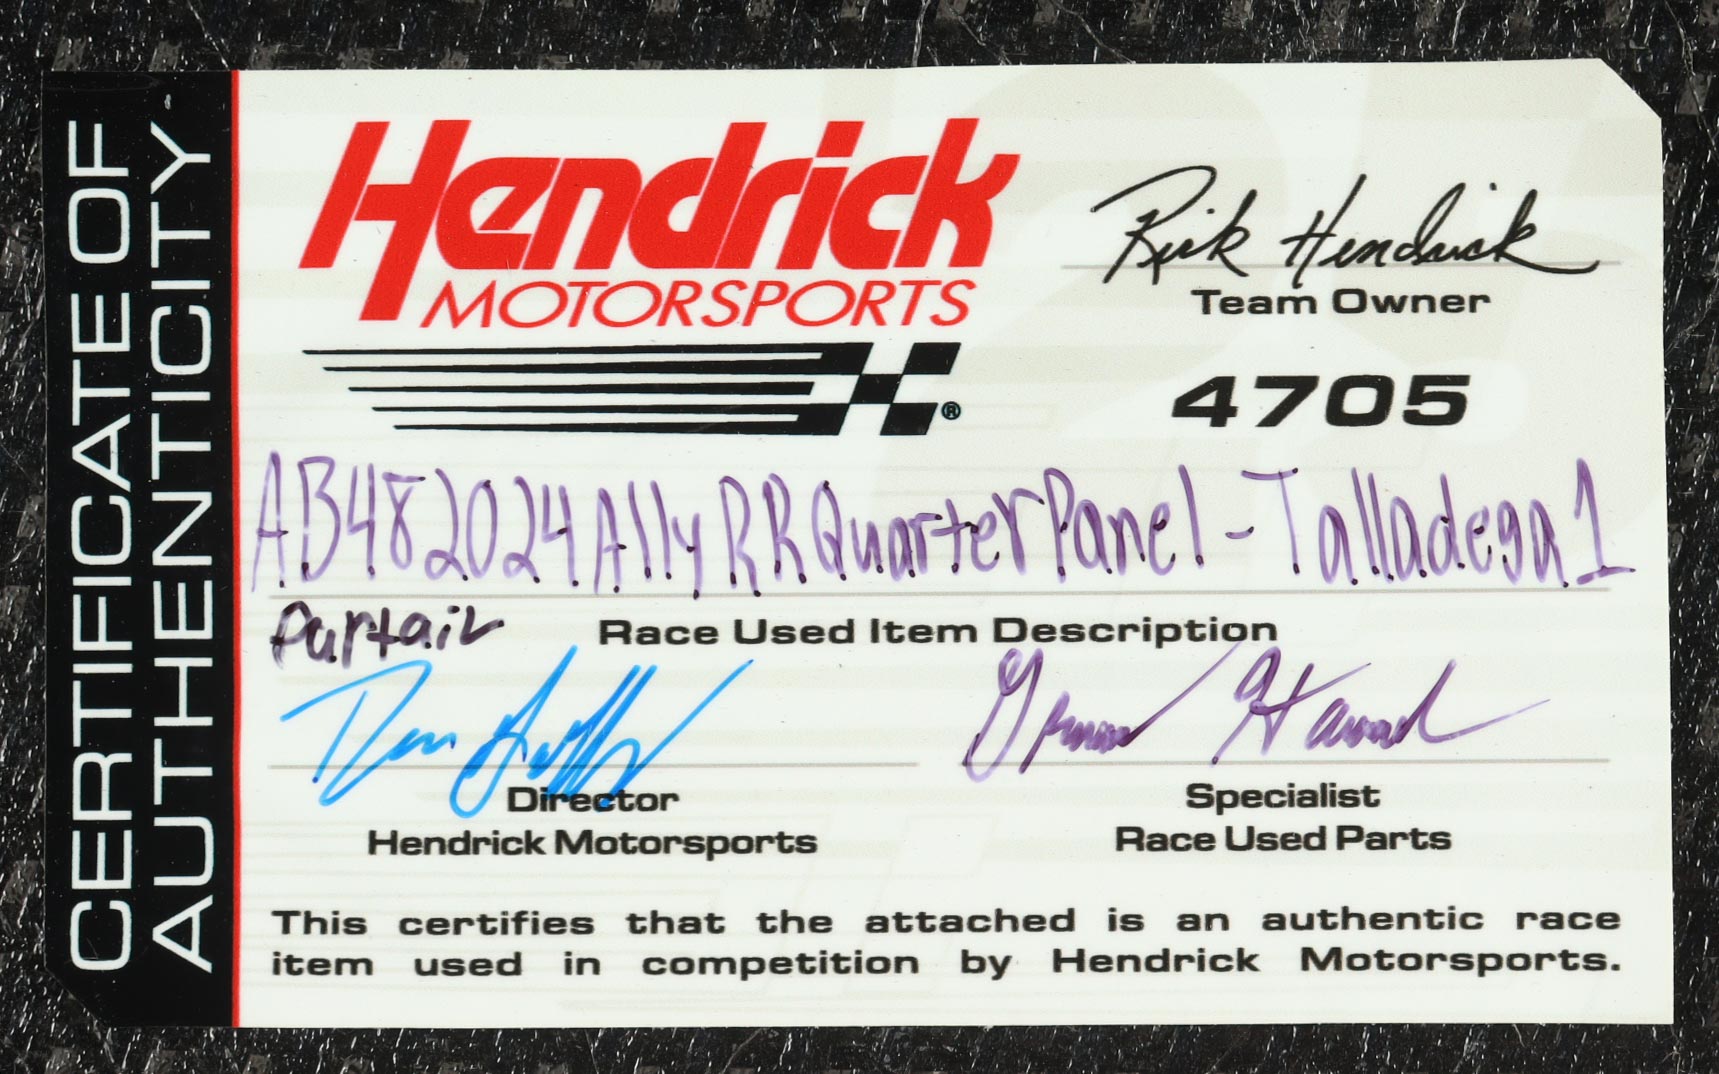 CERTIFICATE OF
AUTHENTICITY
Hendrick
MOTORSPORTS
®
Rick Hendrick
Team Owner
4705
AB48 2024 Ally RR Quarter Panel - Talladega 1
Partail
Race Used Item Description
Director
Hendrick Motorsports
Specialist
Race Used Parts
This certifies that the attached is an authentic race
item used in competition by Hendrick Motorsports.